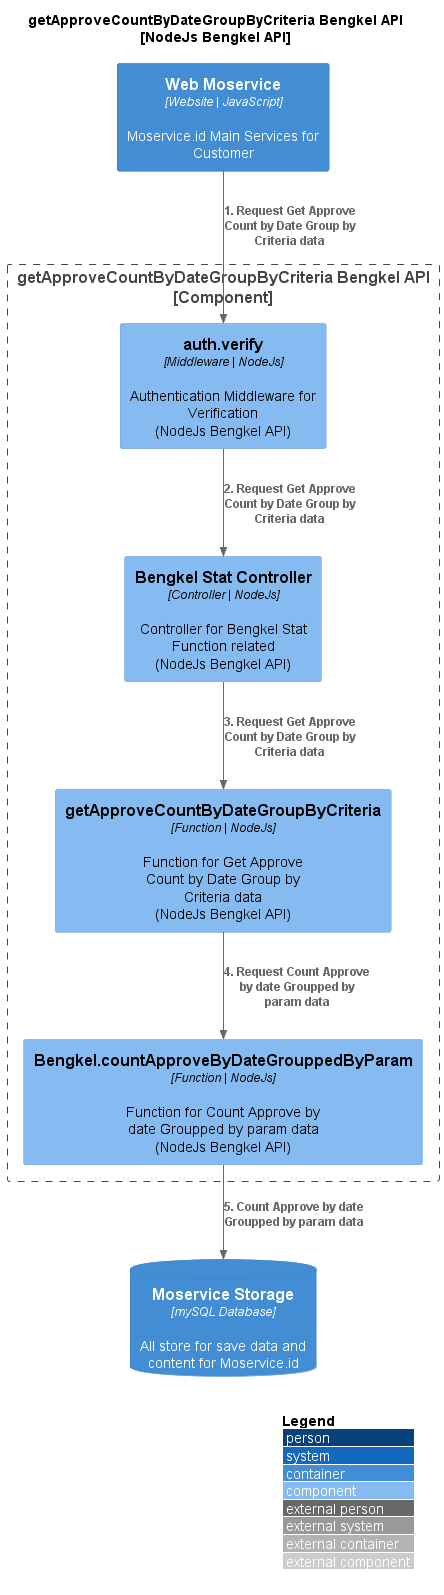 getApproveCountByDateGroupByCriteria Bengkel API
[NodeJs Bengkel API]
Web Moservice
[Website | JavaScript]
Moservice.id Main Services for
Customer
1. Request Get Approve
Count by Date Group by
Criteria data
getApproveCountByDateGroupByCriteria Bengkel API
[Component]
auth.verify
[Middleware | NodeJs]
Authentication Middleware for
Verification
(NodeJs Bengkel API)
2. Request Get Approve
Count by Date Group by
Criteria data
Bengkel Stat Controller
[Controller | NodeJs]
Controller for Bengkel Stat
Function related
(NodeJs Bengkel API)
3. Request Get Approve
Count by Date Group by
Criteria data
getApproveCountByDateGroupByCriteria
[Function | NodeJs]
Function for Get Approve
Count by Date Group by
Criteria data
(NodeJs Bengkel API)
4. Request Count Approve
by date Groupped by
param data
Bengkel.countApproveByDateGrouppedByParam
[Function | NodeJs]
Function for Count Approve by
date Groupped by param data
(NodeJs Bengkel API)
5. Count Approve by date
Groupped by param data
Moservice Storage
[mySQL Database]
All store for save data and
content for Moservice.id
Legend
person
system
container
component
external person
external system
external container
external component